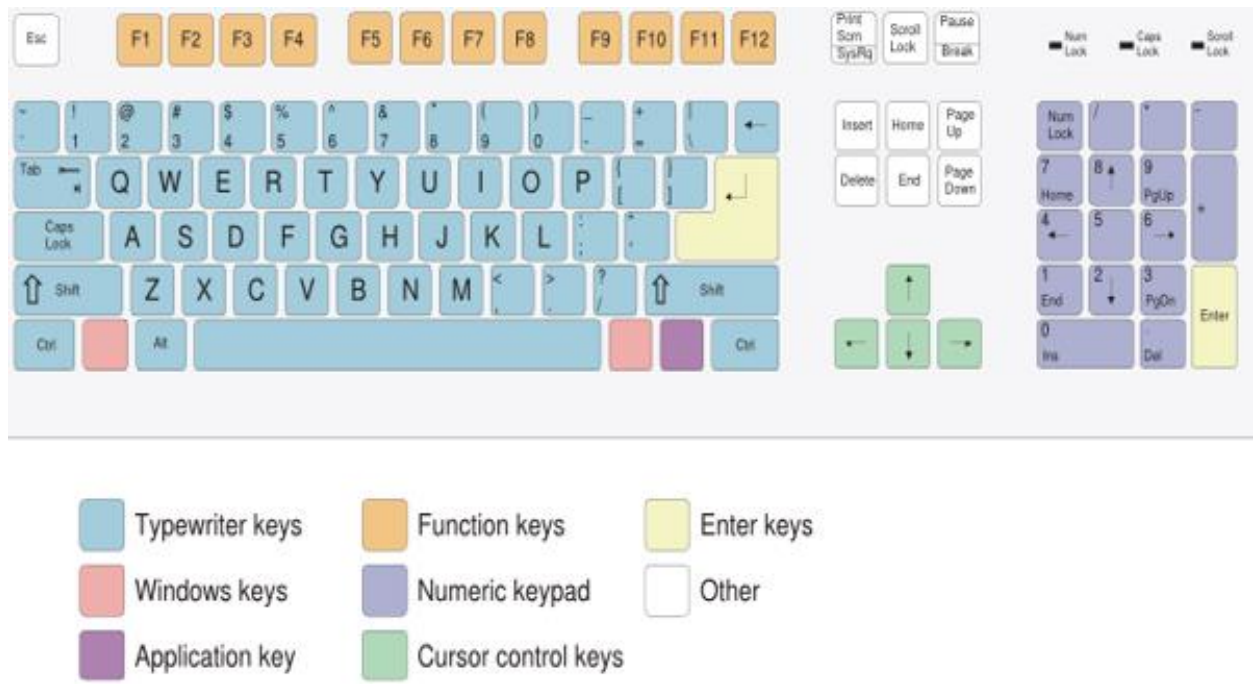 Esc F1 F2 F3 F4 F5 F6 F7 F8 F9 F10 F11 F12
Print Scrn SysRq
Scroll Lock
Pause Break
Num Lock
Caps Lock
Scroll Lock
~ ! @ # $ % ^ & * ( ) _ + |
` 1 2 3 4 5 6 7 8 9 0 - = \ ←
Insert Home Page Up
Num Lock / * -
Tab Q W E R T Y U I O P { [ } ]
Delete End Page Down
7 Home 8 ↑ 9 PgUp +
Caps Lock A S D F G H J K L : ;
4 ← 5 6 →
⇧ Shift Z X C V B N M < , > . ? / ⇧ Shift
↑
1 End 2 ↓ 3 PgDn Enter
Ctrl Alt Ctrl
← ↓ →
0 Ins . Del
Typewriter keys Function keys Enter keys
Windows keys Numeric keypad Other
Application key Cursor control keys